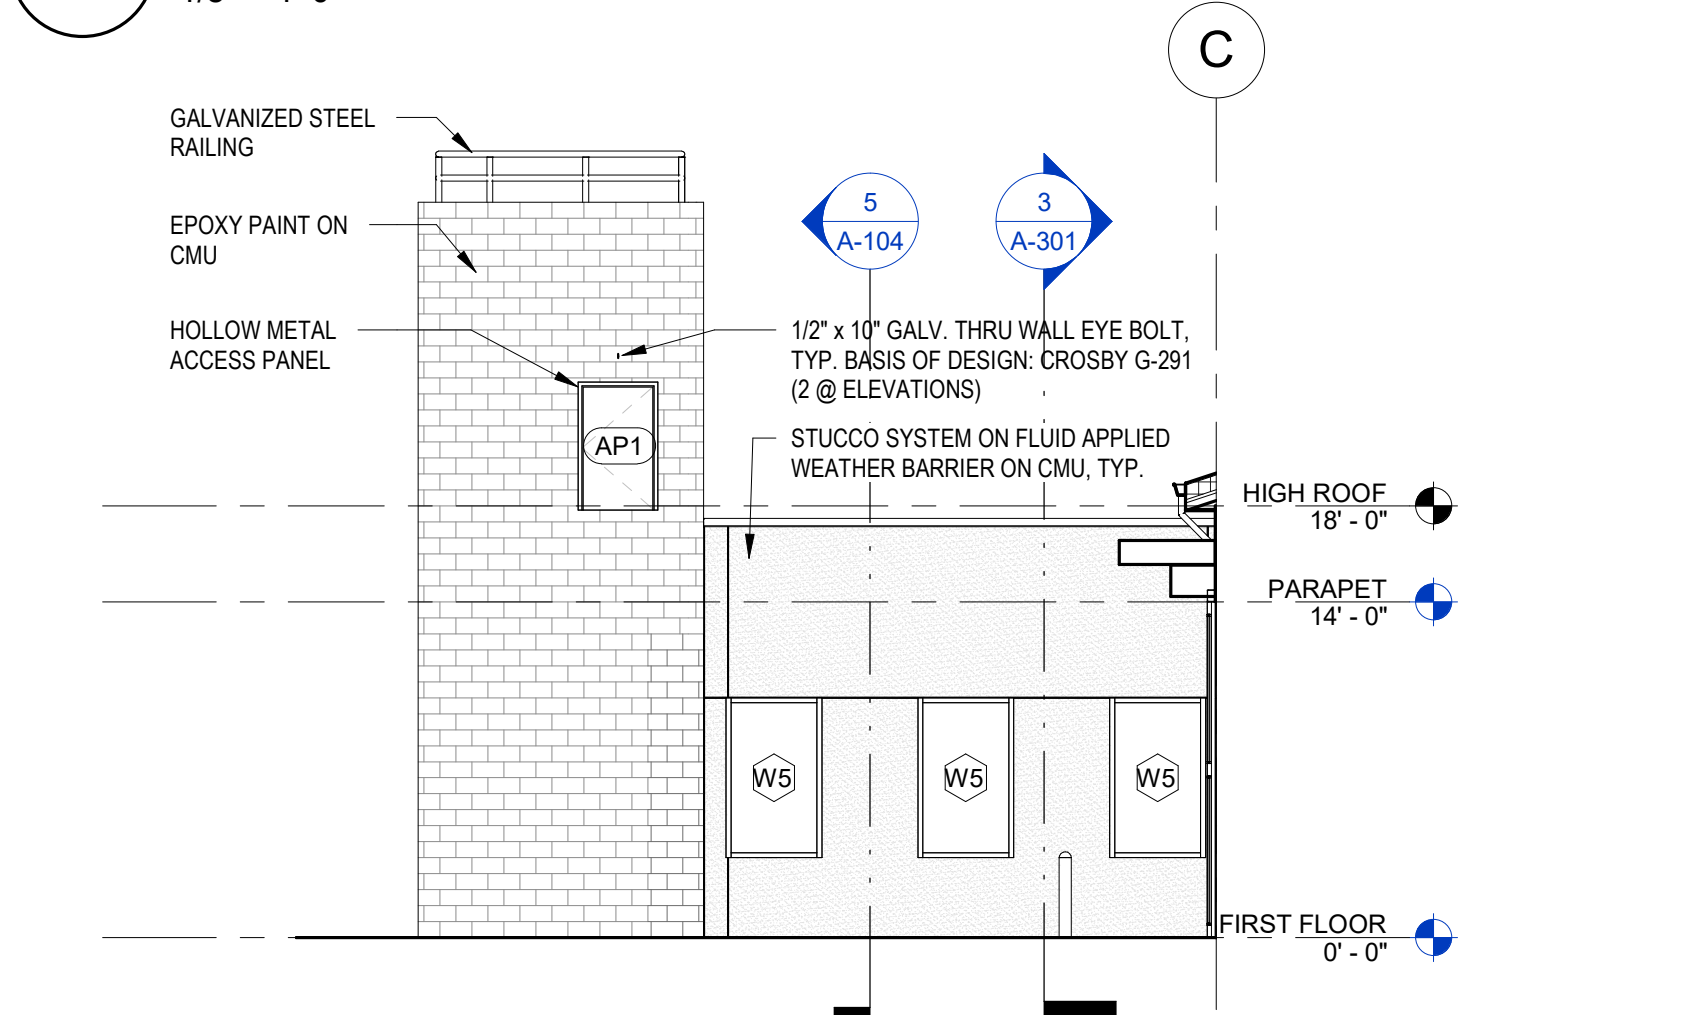 C
GALVANIZED STEEL
RAILING
5
A-104
3
A-301
EPOXY PAINT ON
CMU
HOLLOW METAL
ACCESS PANEL
1/2" x 10" GALV. THRU WALL EYE BOLT,
TYP. BASIS OF DESIGN: CROSBY G-291
(2 @ ELEVATIONS)
AP1
STUCCO SYSTEM ON FLUID APPLIED
WEATHER BARRIER ON CMU, TYP.
HIGH ROOF
18' - 0"
PARAPET
14' - 0"
W5
W5
W5
FIRST FLOOR
0' - 0"